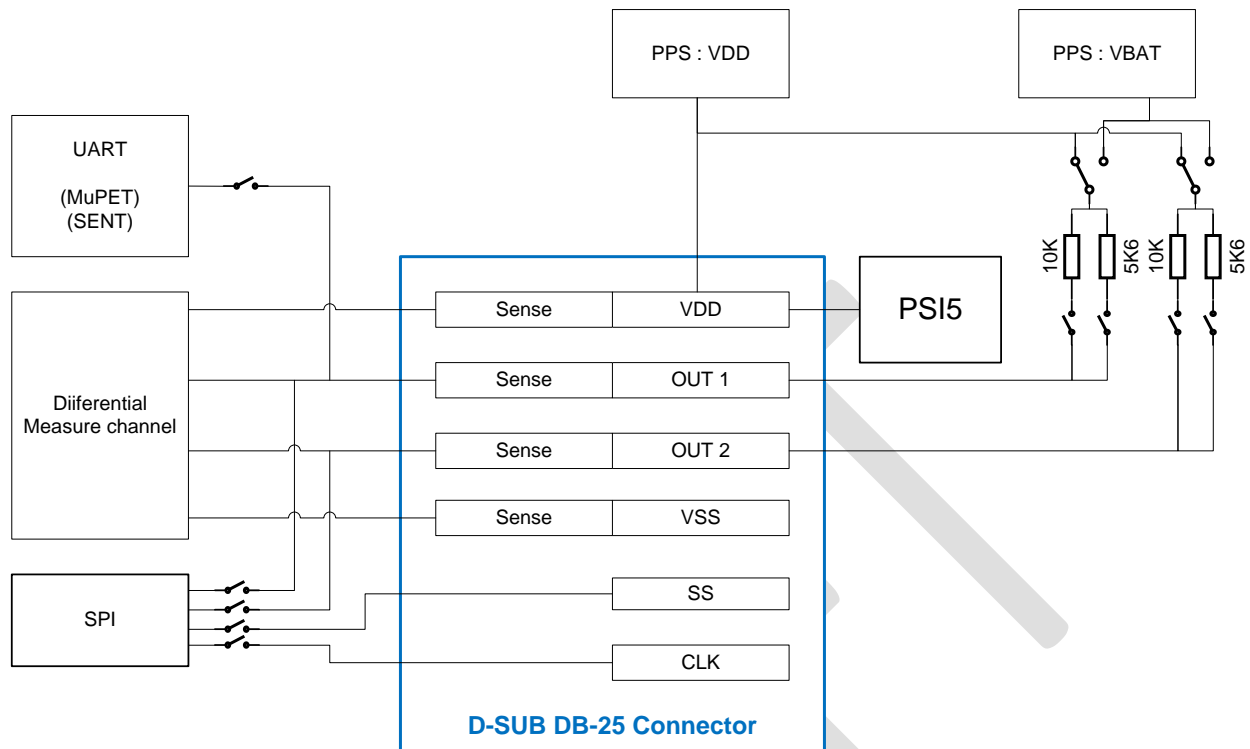 PPS : VDD
PPS : VBAT
UART
(MuPET)
(SENT)
10K
5K6
10K
5K6
Sense
VDD
PSI5
Sense
OUT 1
Diiferential
Measure channel
Sense
OUT 2
Sense
VSS
SPI
SS
CLK
D-SUB DB-25 Connector